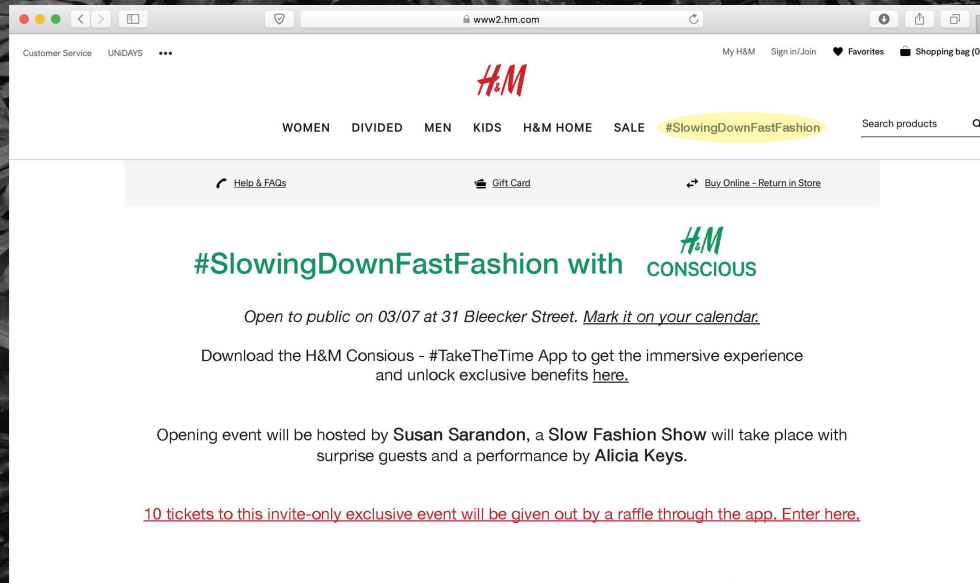 www2.hm.com
Customer Service UNiDAYS •••
My H&M Sign in/Join Favorites Shopping bag (0
H&M
WOMEN DIVIDED MEN KIDS H&M HOME SALE #SlowingDownFastFashion Search products
Help & FAQs Gift Card Buy Online – Return in Store
#SlowingDownFastFashion with H&M CONSCIOUS
Open to public on 03/07 at 31 Bleecker Street. Mark it on your calendar.
Download the H&M Consious - #TakeTheTime App to get the immersive experience
and unlock exclusive benefits here.
Opening event will be hosted by Susan Sarandon, a Slow Fashion Show will take place with
surprise guests and a performance by Alicia Keys.
10 tickets to this invite-only exclusive event will be given out by a raffle through the app. Enter here.